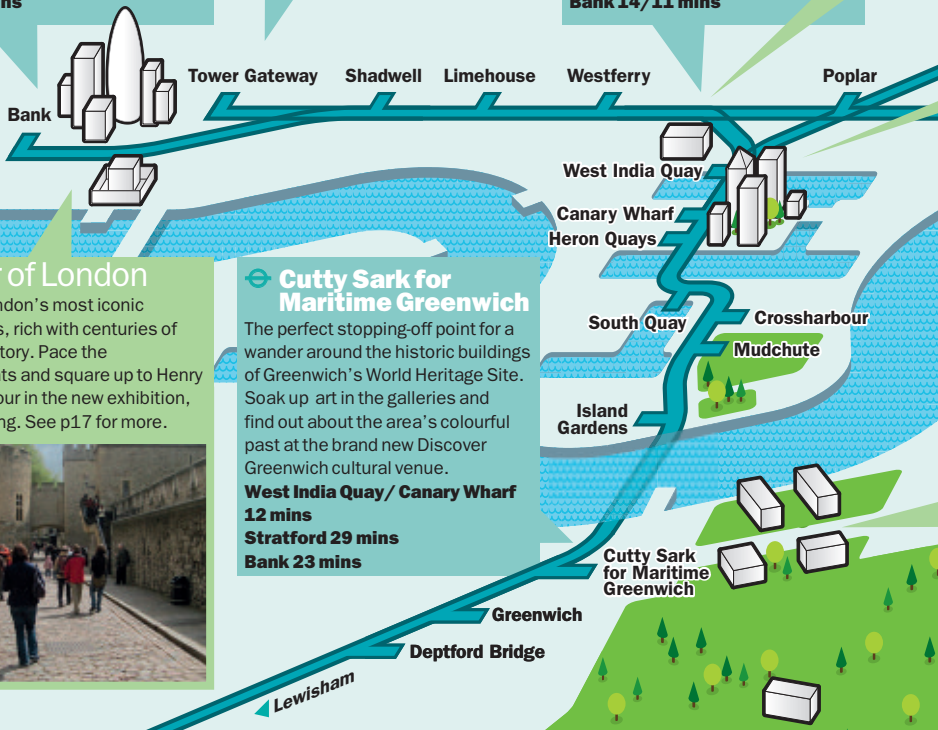 ns
Bank 14/11 mins
Tower Gateway
Shadwell
Limehouse
Westferry
Poplar
Bank
West India Quay
Canary Wharf
Heron Quays
South Quay
Crossharbour
Mudchute
Island
Gardens
r of London
ndon's most iconic
s, rich with centuries of
tory. Pace the
nts and square up to Henry
our in the new exhibition,
ng. See p17 for more.
Cutty Sark for
Maritime Greenwich
The perfect stopping-off point for a
wander around the historic buildings
of Greenwich's World Heritage Site.
Soak up art in the galleries and
find out about the area's colourful
past at the brand new Discover
Greenwich cultural venue.
West India Quay/ Canary Wharf
12 mins
Stratford 29 mins
Bank 23 mins
Cutty Sark
for Maritime
Greenwich
Greenwich
Deptford Bridge
Lewisham